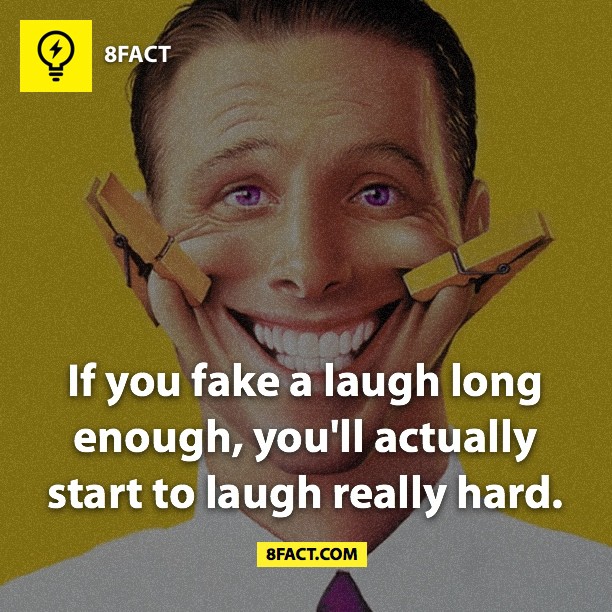 8FACT
If you fake a laugh long
enough, you'll actually
start to laugh really hard.
8FACT.COM